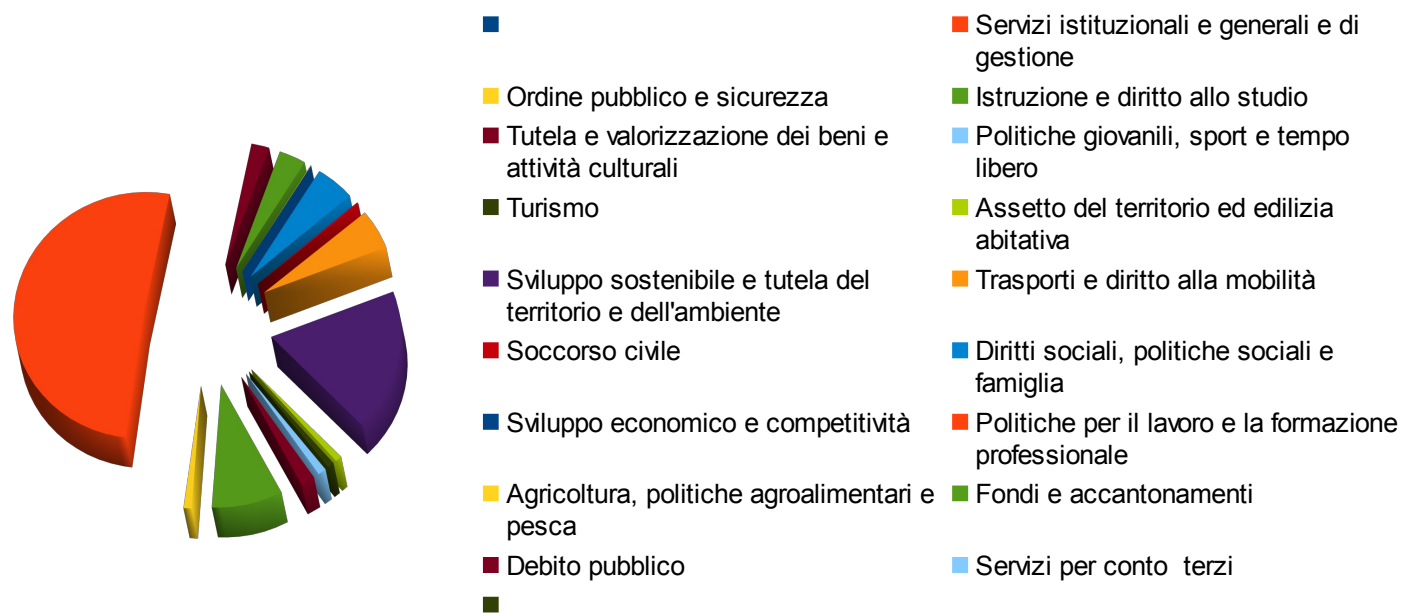 Servizi istituzionali e generali e di
gestione
Ordine pubblico e sicurezza
Istruzione e diritto allo studio
Tutela e valorizzazione dei beni e
attività culturali
Politiche giovanili, sport e tempo
libero
Turismo
Assetto del territorio ed edilizia
abitativa
Sviluppo sostenibile e tutela del
territorio e dell'ambiente
Trasporti e diritto alla mobilità
Soccorso civile
Diritti sociali, politiche sociali e
famiglia
Sviluppo economico e competitività
Politiche per il lavoro e la formazione
professionale
Agricoltura, politiche agroalimentari e
pesca
Fondi e accantonamenti
Debito pubblico
Servizi per conto  terzi